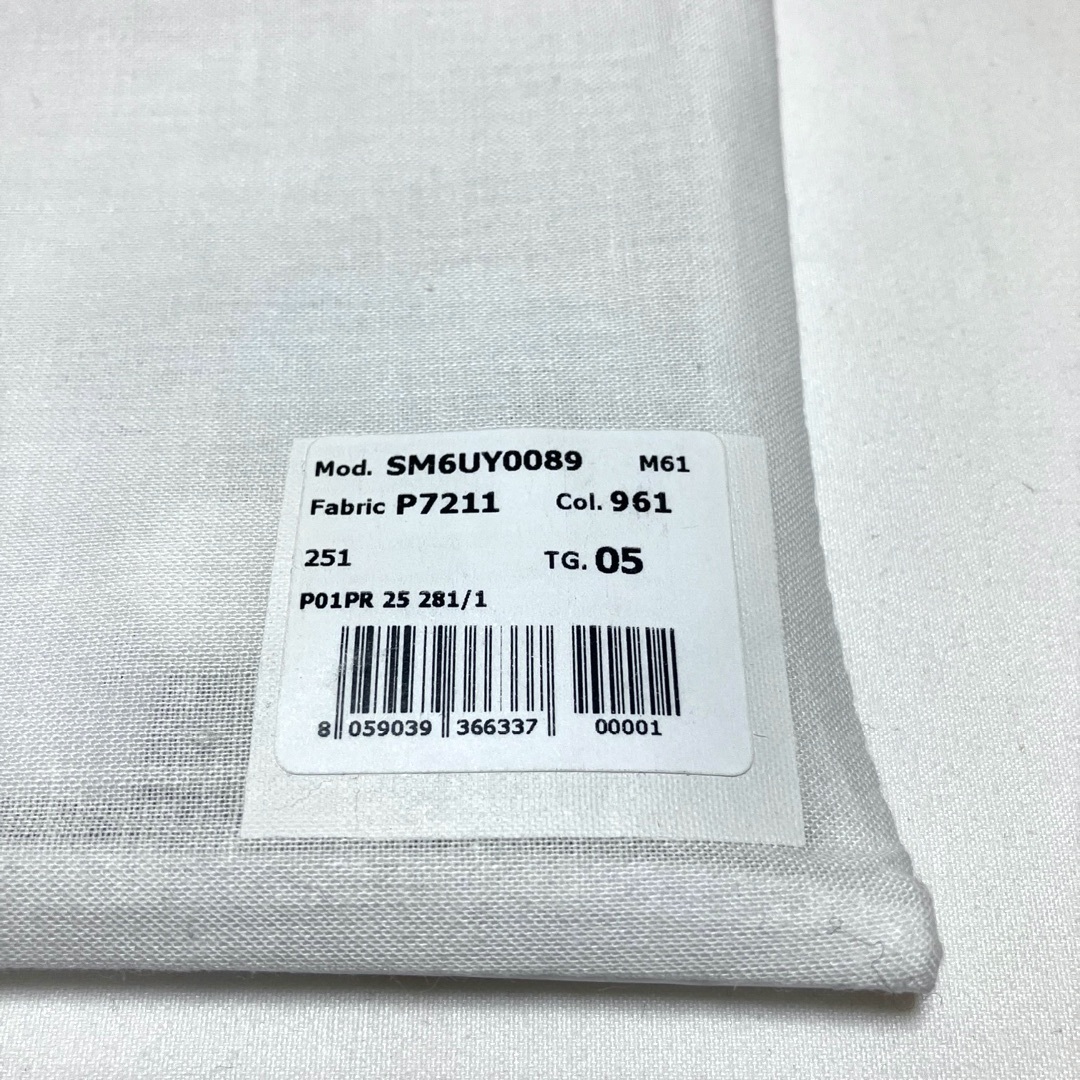 Mod. SM6UY0089 M61
Fabric P7211 Col. 961
251 TG. 05
P01PR 25 281/1
8 059039 366337 00001